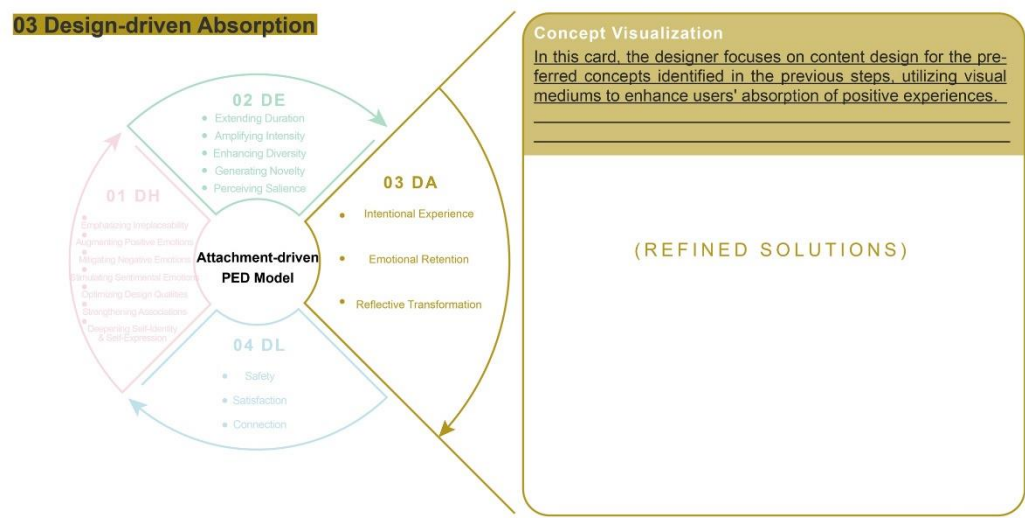 03 Design-driven Absorption
01 DH
Emphasizing Irreplaceability
Augmenting Positive Emotions
Mitigating Negative Emotions
Stimulating Sentimental Emotions
Optimizing Design Qualities
Strengthening Associations
Deepening Self-Identity
& Self-Expression
02 DE
Extending Duration
Amplifying Intensity
Enhancing Diversity
Generating Novelty
Perceiving Salience
Attachment-driven
PED Model
03 DA
Intentional Experience
Emotional Retention
Reflective Transformation
04 DL
Safety
Satisfaction
Connection
Concept Visualization
In this card, the designer focuses on content design for the pre-
ferred concepts identified in the previous steps, utilizing visual
mediums to enhance users' absorption of positive experiences.
(REFINED SOLUTIONS)